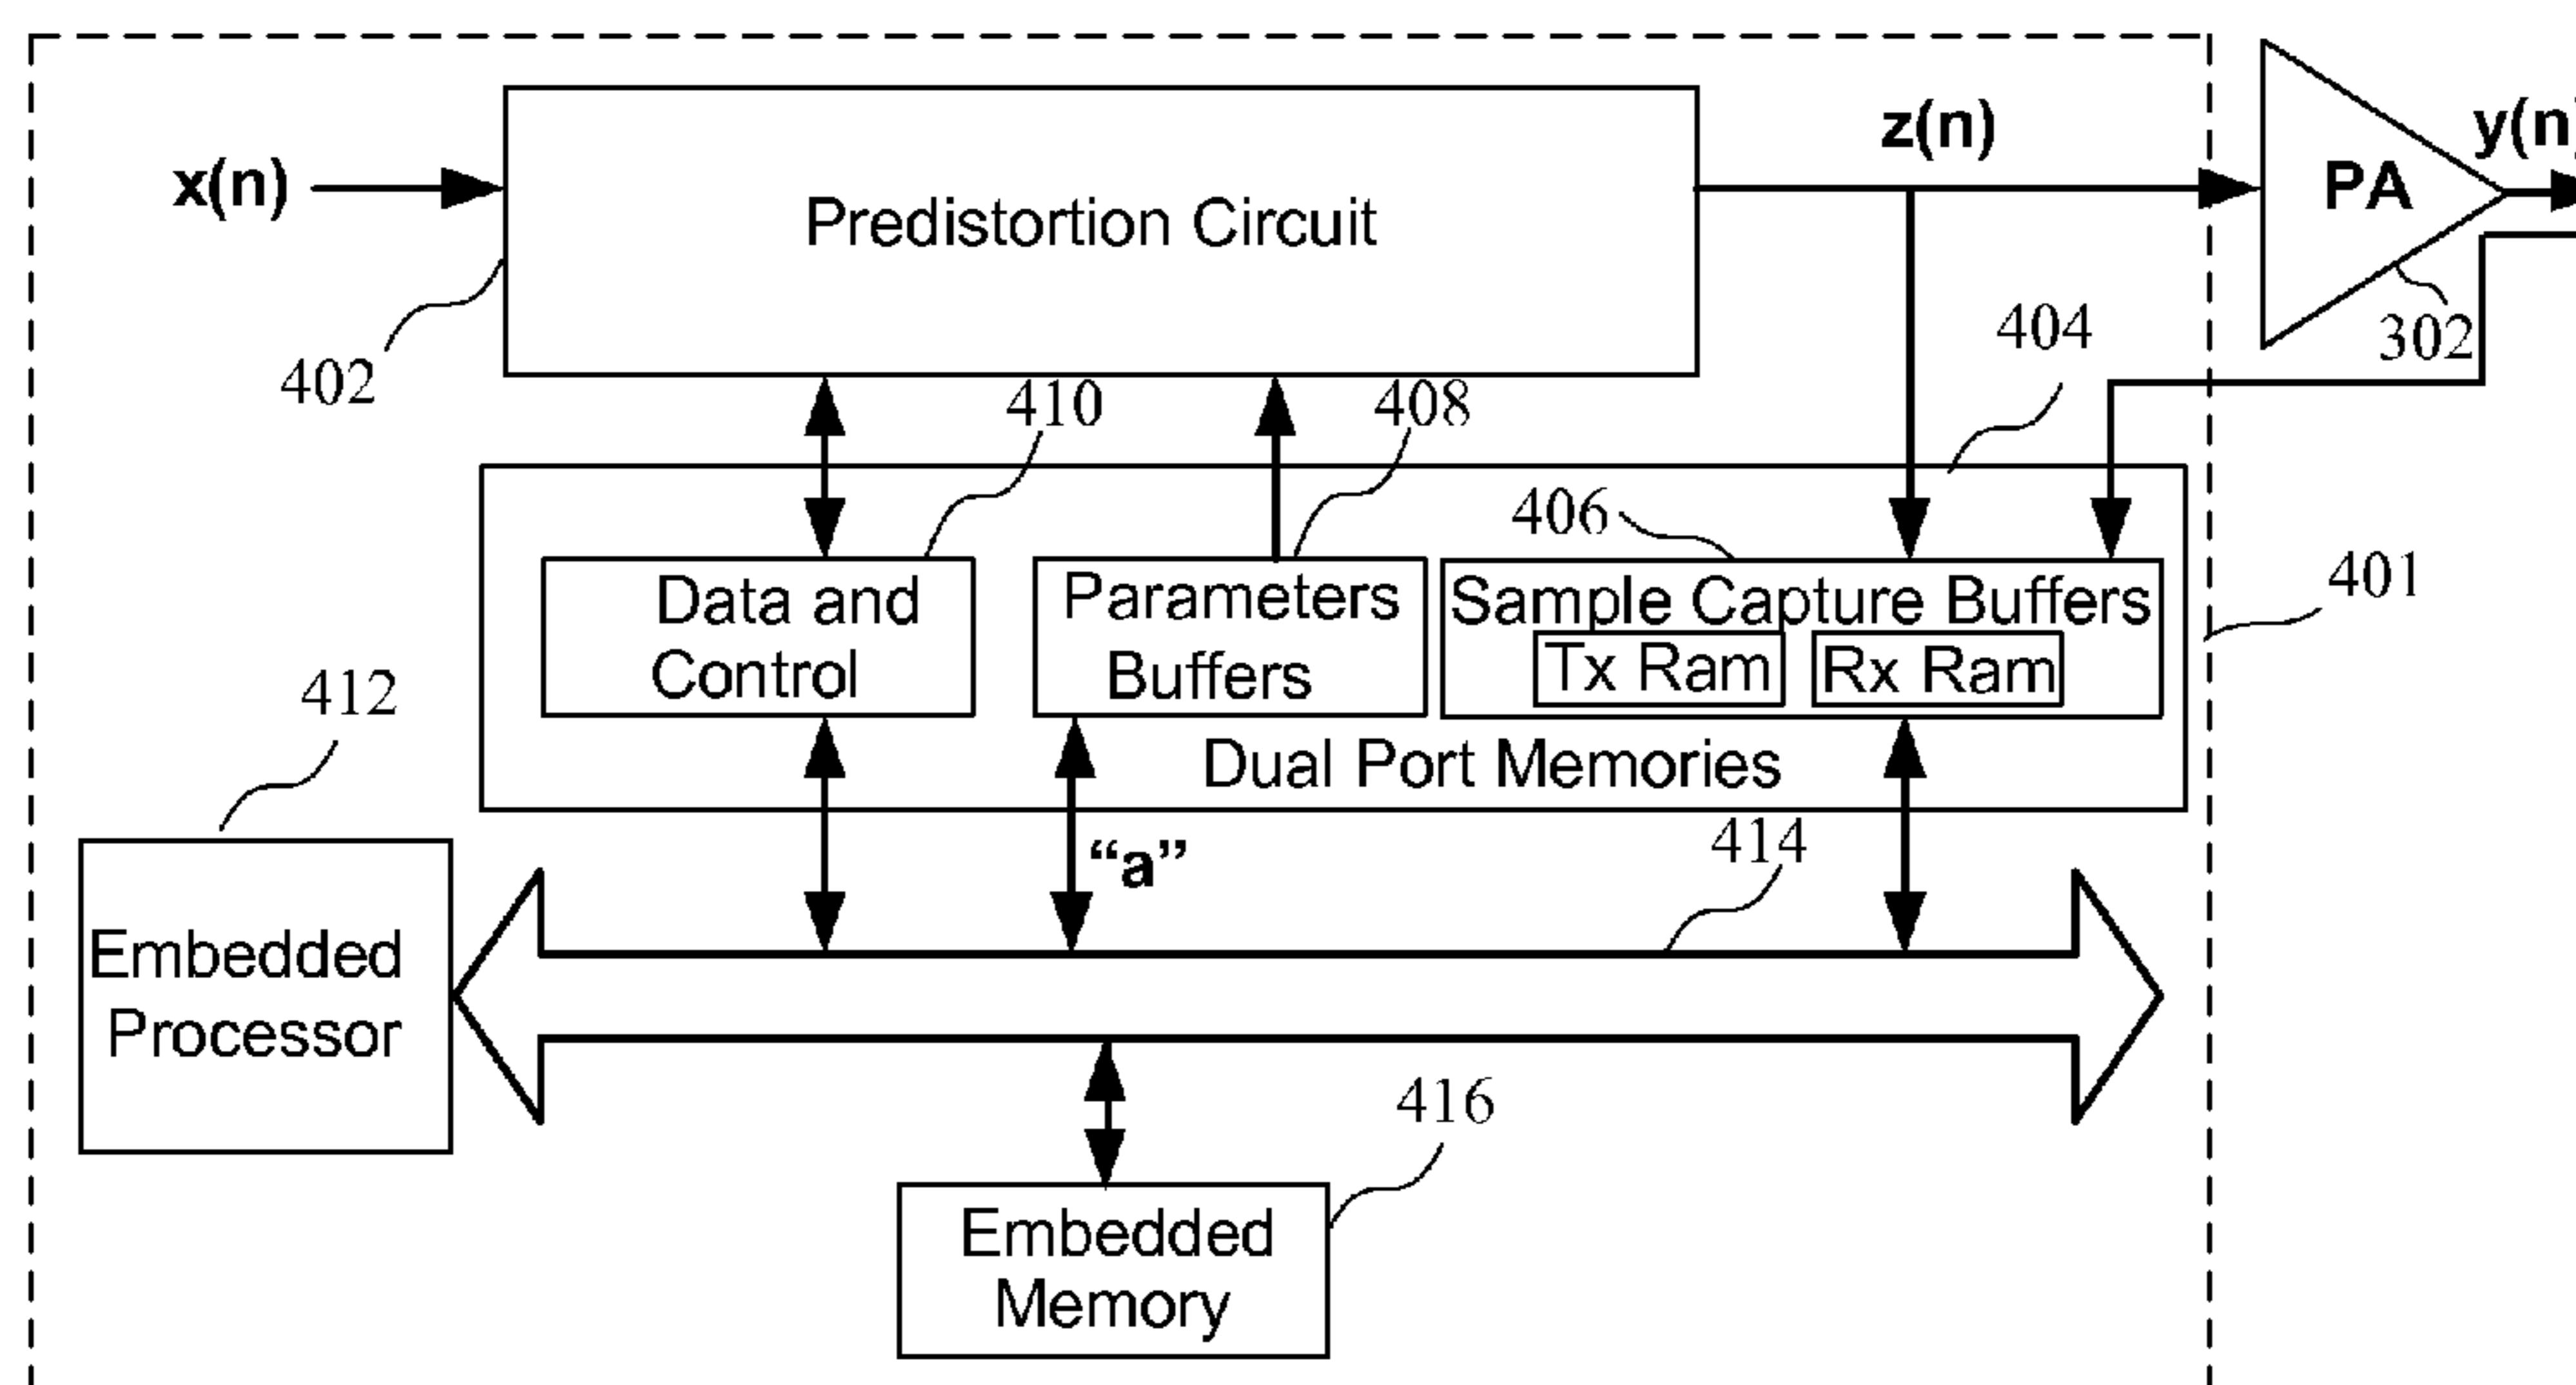 x(n)
Predistortion Circuit
z(n)
PA
y(n)
402
302
404
410
408
406
401
Data and
Control
Parameters
Buffers
Sample Capture Buffers
Tx Ram
Rx Ram
Dual Port Memories
412
“a”
414
Embedded
Processor
416
Embedded
Memory